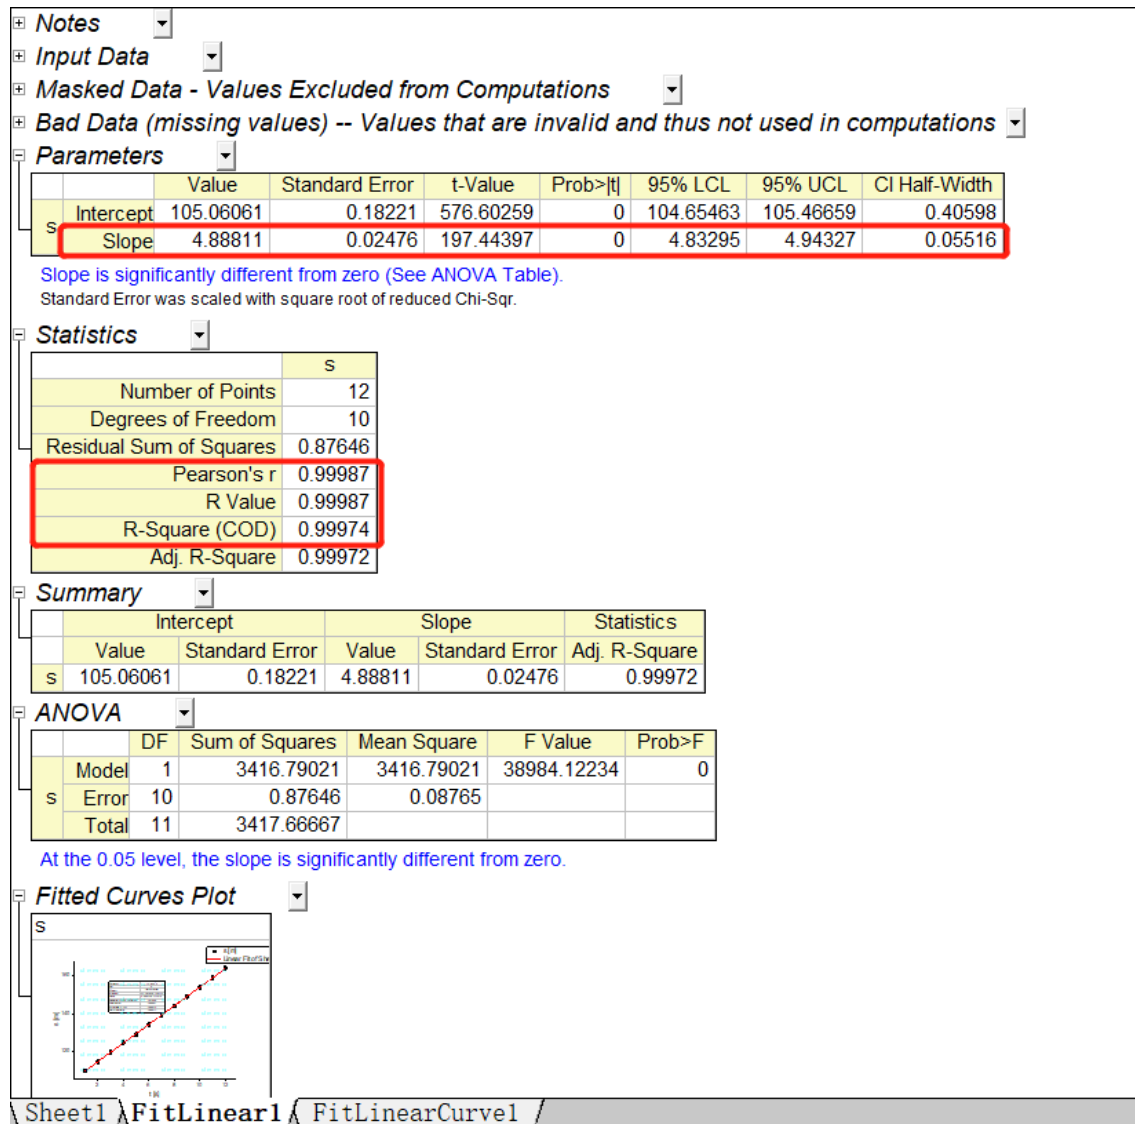 Notes
Input Data
Masked Data - Values Excluded from Computations
Bad Data (missing values) -- Values that are invalid and thus not used in computations
Parameters
Value Standard Error t-Value Prob>|t| 95% LCL 95% UCL CI Half-Width
s Intercept 105.06061 0.18221 576.60259 0 104.65463 105.46659 0.40598
Slope 4.88811 0.02476 197.44397 0 4.83295 4.94327 0.05516
Slope is significantly different from zero (See ANOVA Table).
Standard Error was scaled with square root of reduced Chi-Sqr.
Statistics
s
Number of Points 12
Degrees of Freedom 10
Residual Sum of Squares 0.87646
Pearson's r 0.99987
R Value 0.99987
R-Square (COD) 0.99974
Adj. R-Square 0.99972
Summary
Intercept Slope Statistics
Value Standard Error Value Standard Error Adj. R-Square
s 105.06061 0.18221 4.88811 0.02476 0.99972
ANOVA
DF Sum of Squares Mean Square F Value Prob>F
Model 1 3416.79021 3416.79021 38984.12234 0
s Error 10 0.87646 0.08765
Total 11 3417.66667
At the 0.05 level, the slope is significantly different from zero.
Fitted Curves Plot
s
Sheet1 FitLinear1 FitLinearCurve1